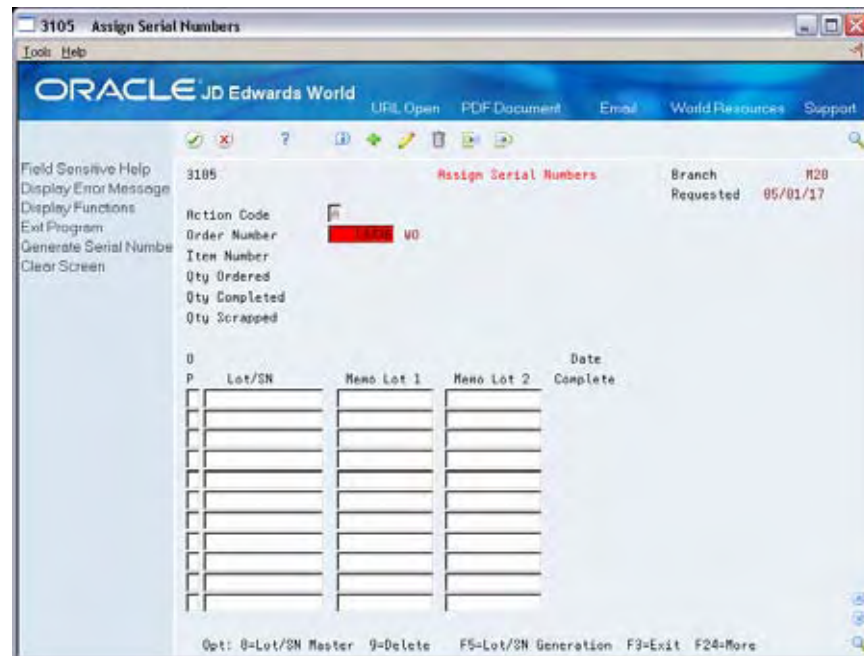 3105 Assign Serial Numbers
Tools Help
ORACLE JD Edwards World
URL Open PDF Document Email World Resources Support
Field Sensitive Help
Display Error Message
Display Functions
Exit Program
Generate Serial Numbe
Clear Screen
3105 Assign Serial Numbers Branch M20
Requested 05/01/17
Action Code
Order Number WO
Item Number
Qty Ordered
Qty Completed
Qty Scrapped
O Date
P Lot/SN Memo Lot 1 Memo Lot 2 Complete
Opt: 8=Lot/SN Master 9=Delete F5=Lot/SN Generation F3=Exit F24=More